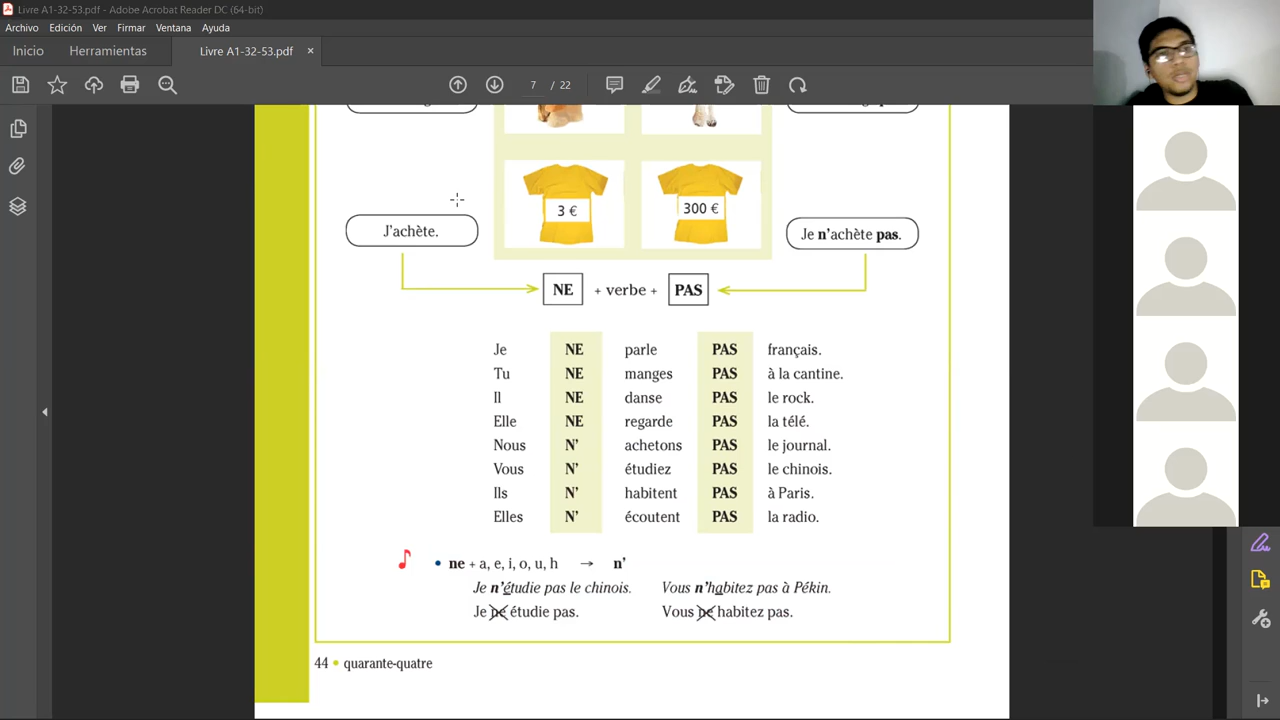 Livre A1-32-53.pdf - Adobe Acrobat Reader DC (64-bit)
Archivo Edición Ver Firmar Ventana Ayuda
Inicio Herramientas Livre A1-32-53.pdf ×
7 / 22
3 €
300 €
J'achète.
Je n'achète pas.
NE + verbe + PAS
Je NE parle PAS français.
Tu NE manges PAS à la cantine.
Il NE danse PAS le rock.
Elle NE regarde PAS la télé.
Nous N' achetons PAS le journal.
Vous N' étudiez PAS le chinois.
Ils N' habitent PAS à Paris.
Elles N' écoutent PAS la radio.
• ne + a, e, i, o, u, h → n'
Je n'étudie pas le chinois. Vous n'habitez pas à Pékin.
Je ne étudie pas. Vous ne habitez pas.
44 • quarante-quatre